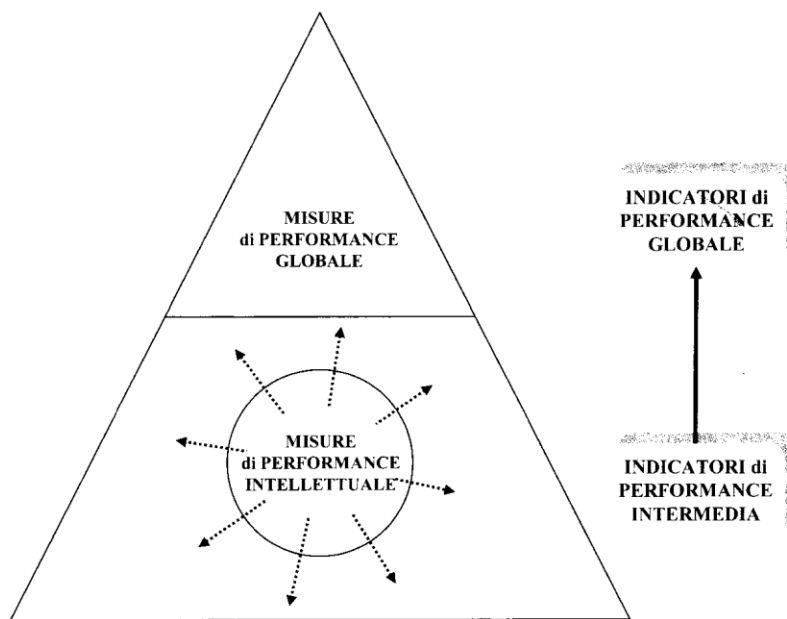 MISURE
di PERFORMANCE
GLOBALE
INDICATORI di
PERFORMANCE
GLOBALE
MISURE
di PERFORMANCE
INTELLETTUALE
INDICATORI di
PERFORMANCE
INTERMEDIA